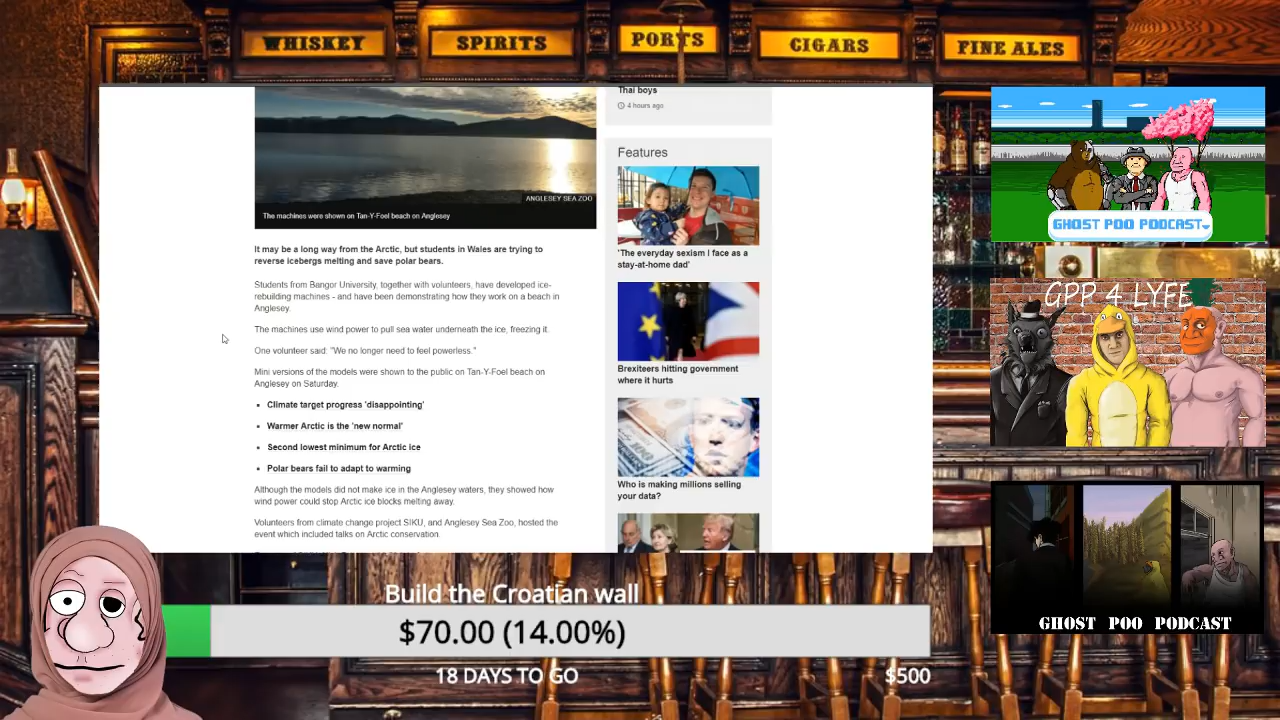 WHISKEY
SPIRITS
PORTS
CIGARS
FINE ALES
Thai boys
4 hours ago
ANGLESEY SEA ZOO
The machines were shown on Tan-Y-Foel beach on Anglesey
It may be a long way from the Arctic, but students in Wales are trying to
reverse icebergs melting and save polar bears.
Students from Bangor University, together with volunteers, have developed ice-
rebuilding machines - and have been demonstrating how they work on a beach in
Anglesey.
The machines use wind power to pull sea water underneath the ice, freezing it.
One volunteer said: "We no longer need to feel powerless."
Mini versions of the models were shown to the public on Tan-Y-Foel beach on
Anglesey on Saturday.
Climate target progress 'disappointing'
Warmer Arctic is the 'new normal'
Second lowest minimum for Arctic ice
Polar bears fail to adapt to warming
Although the models did not make ice in the Anglesey waters, they showed how
wind power could stop Arctic ice blocks melting away.
Volunteers from climate change project SIKU, and Anglesey Sea Zoo, hosted the
event which included talks on Arctic conservation.
Features
'The everyday sexism I face as a
stay-at-home dad'
Brexiteers hitting government
where it hurts
Who is making millions selling
your data?
GHOST POO PODCAST
GPP 4 LYFE
GHOST POO PODCAST
Build the Croatian wall
$70.00 (14.00%)
18 DAYS TO GO
$500